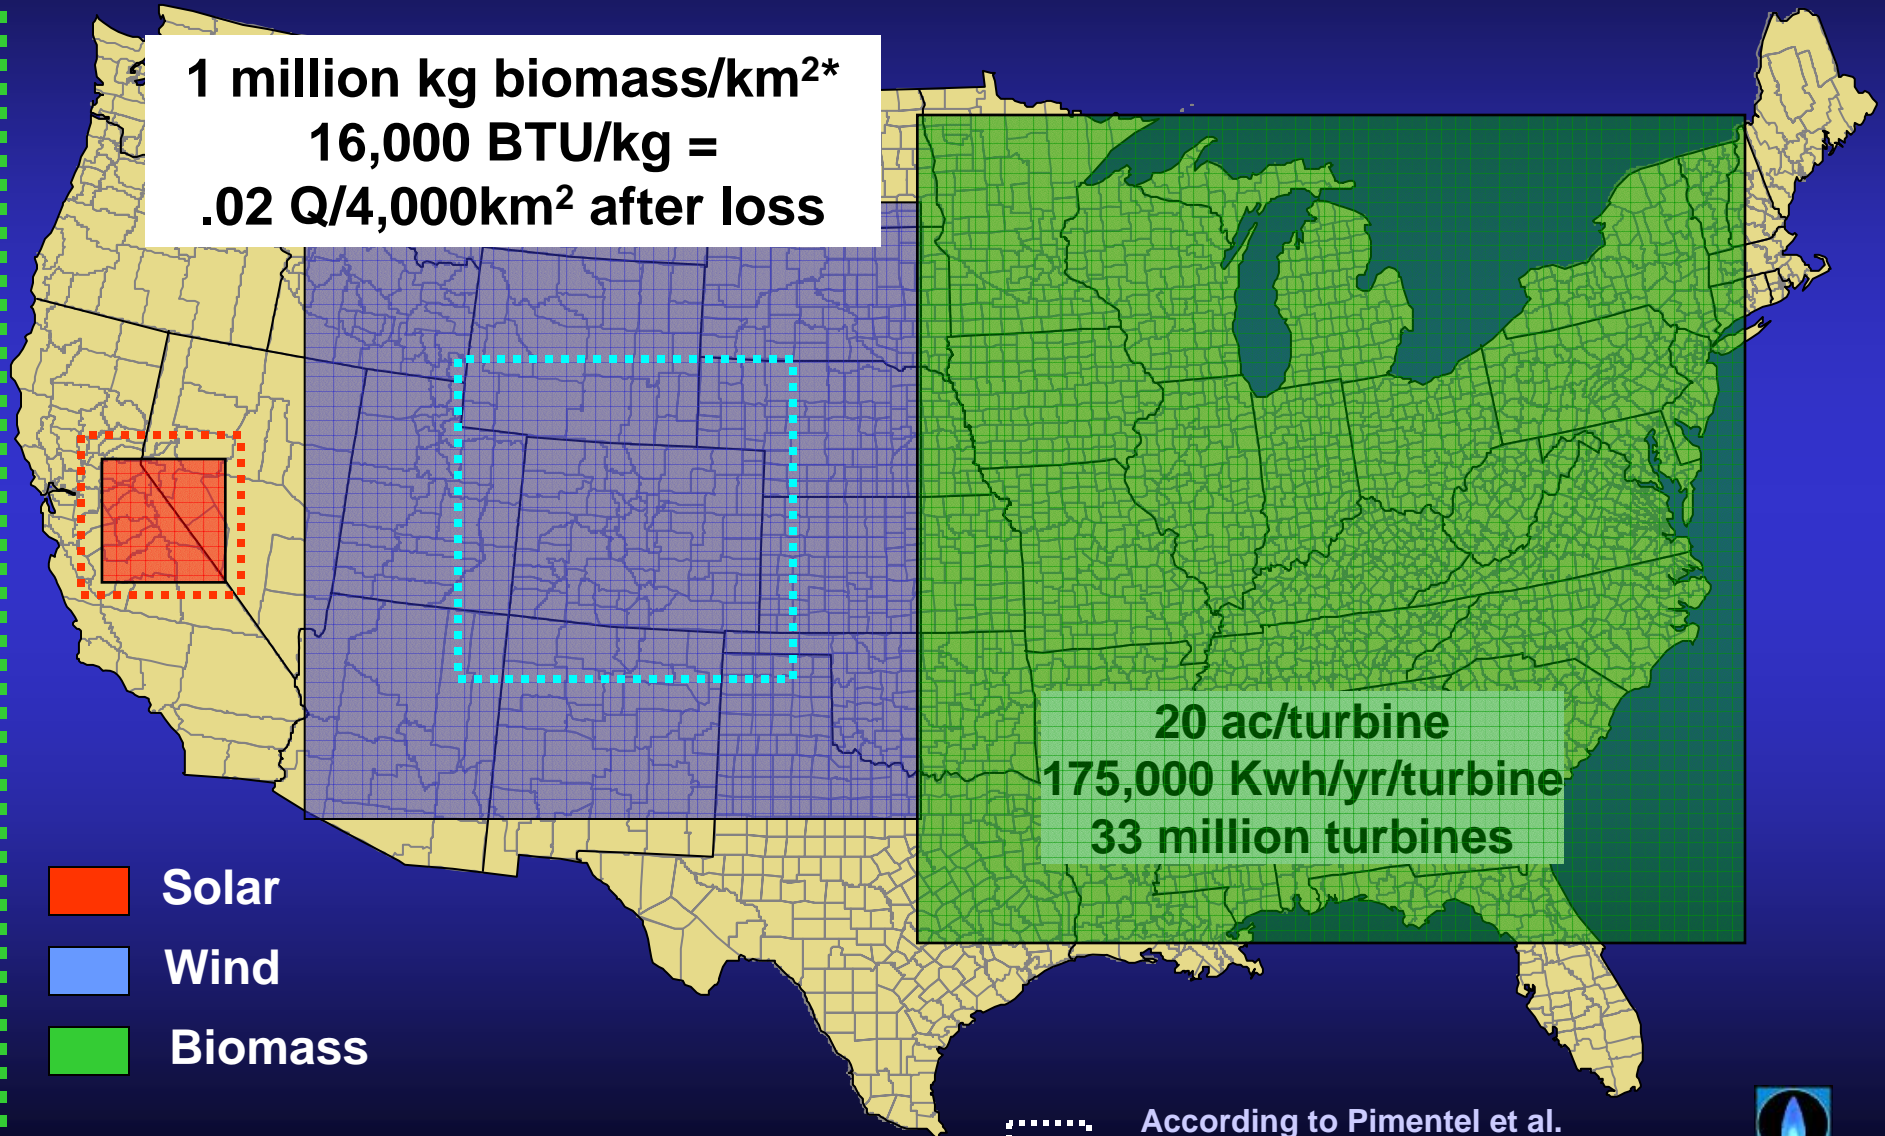 1 million kg biomass/km²*
16,000 BTU/kg =
.02 Q/4,000km² after loss
20 ac/turbine
175,000 Kwh/yr/turbine
33 million turbines
Solar
Wind
Biomass
According to Pimentel et al.